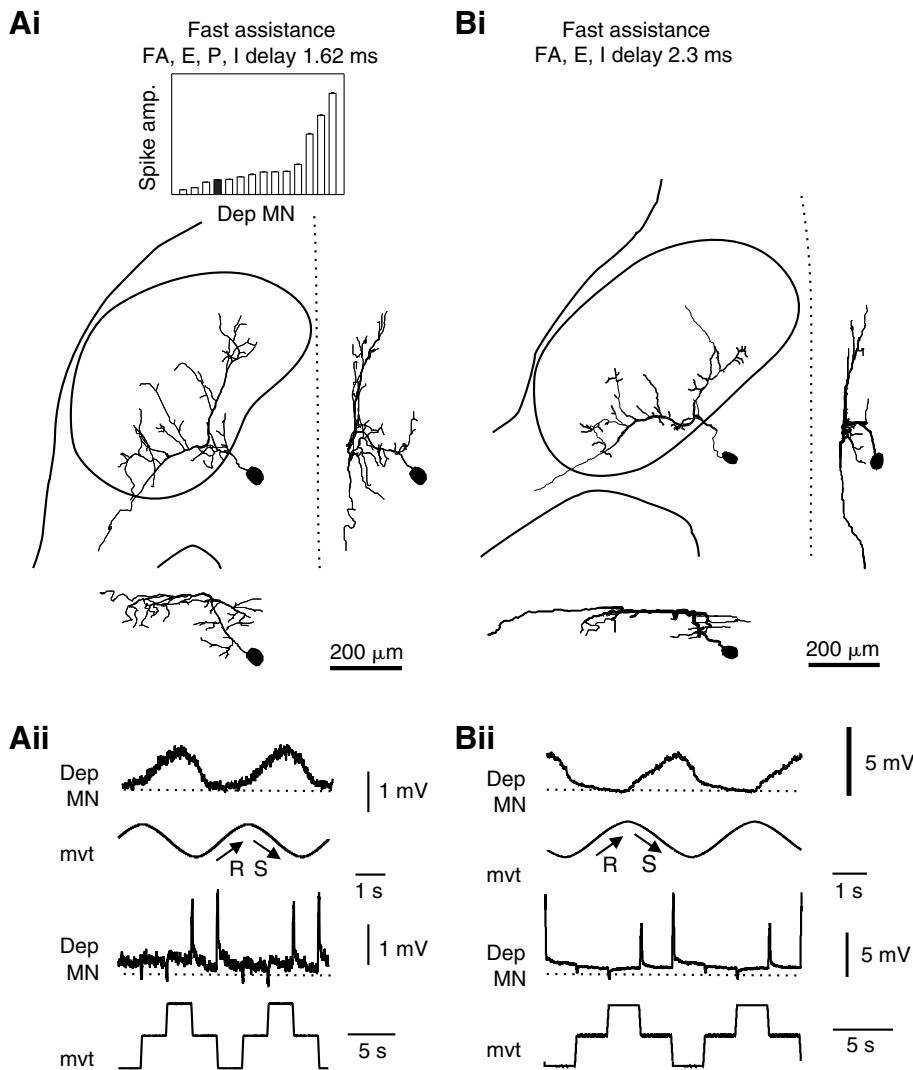 Ai
Fast assistance
FA, E, P, I delay 1.62 ms
Spike amp.
Dep MN
200 μm
Bi
Fast assistance
FA, E, I delay 2.3 ms
200 μm
Aii
Dep
MN
1 mV
mvt
R S
1 s
Dep
MN
1 mV
mvt
5 s
Bii
Dep
MN
5 mV
mvt
R S
1 s
Dep
MN
5 mV
mvt
5 s